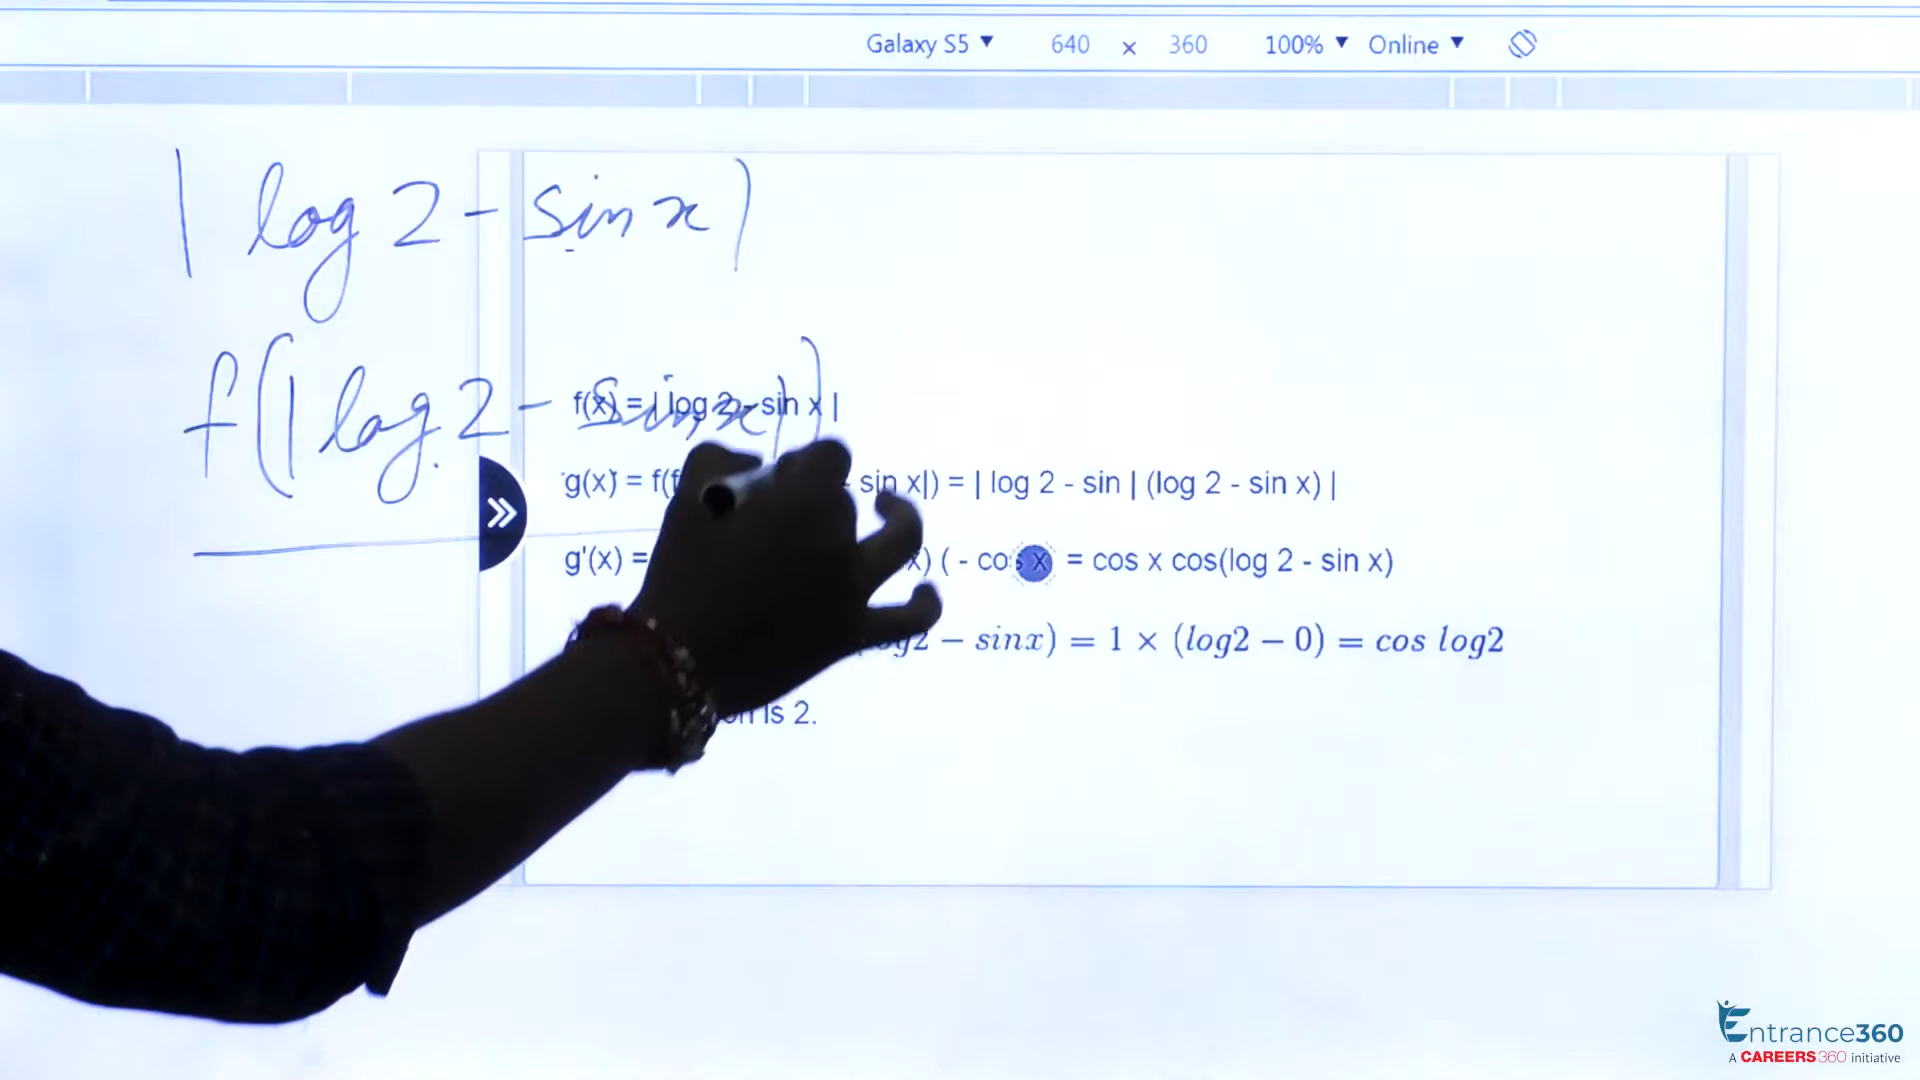 Galaxy S5 ▼ 640 × 360 100% ▼ Online ▼
| log 2 - sin x |
f(| log 2 - sin x |)
f(x) = | log 2 - sin x |
g(x) = f(f sin x|) = | log 2 - sin | (log 2 - sin x) |
g'(x) = x) ( - cos x = cos x cos(log 2 - sin x)
− sinx) = 1 × (log2 − 0) = cos log2
is 2.
Entrance360
A CAREERS360 initiative